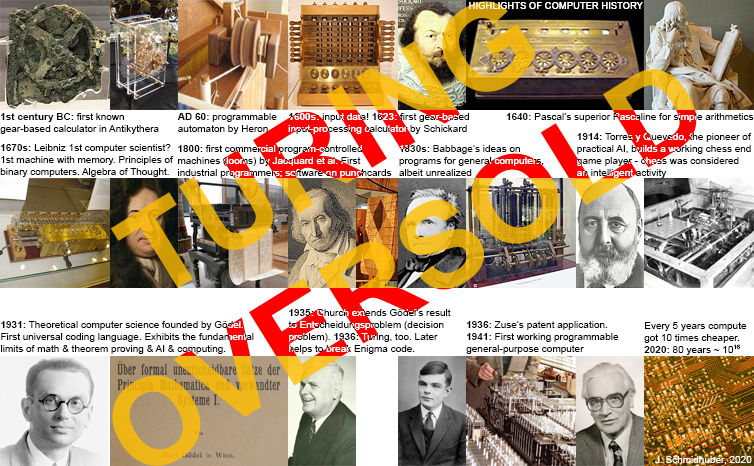 HIGHLIGHTS OF COMPUTER HISTORY
1st century BC: first known
gear-based calculator in Antikythera
AD 60: programmable
automaton by Heron
1600s: input data! 1623: first gear-based
input-processing calculator by Schickard
1640: Pascal's superior Pascaline for simple arithmetics
1670s: Leibniz 1st computer scientist?
1st machine with memory. Principles of
binary computers. Algebra of Thought.
1800: first commercial program-controlled
machines (looms) by Jacquard et al. First
industrial programmers; software on punchcards
1830s: Babbage's ideas on
programs for general computers,
albeit unrealized
1914: Torres y Quevedo, the pioneer of
practical AI, builds a working chess end
game player - chess was considered
an intelligent activity
TURING
OVERSOLD
1931: Theoretical computer science founded by Gödel.
First universal coding language. Exhibits the fundamental
limits of math & theorem proving & AI & computing.
1935: Church extends Gödel's result
to Entscheidungsproblem (decision
problem). 1936: Turing, too. Later
helps to break Enigma code.
1936: Zuse's patent application.
1941: First working programmable
general-purpose computer
Every 5 years compute
got 10 times cheaper.
2020: 80 years ~ 10¹⁶
Über formal unentscheidbare Sätze der
Principia Mathematica und verwandter
Systeme I.
Kurt Gödel in Wien.
J. Schmidhuber, 2020